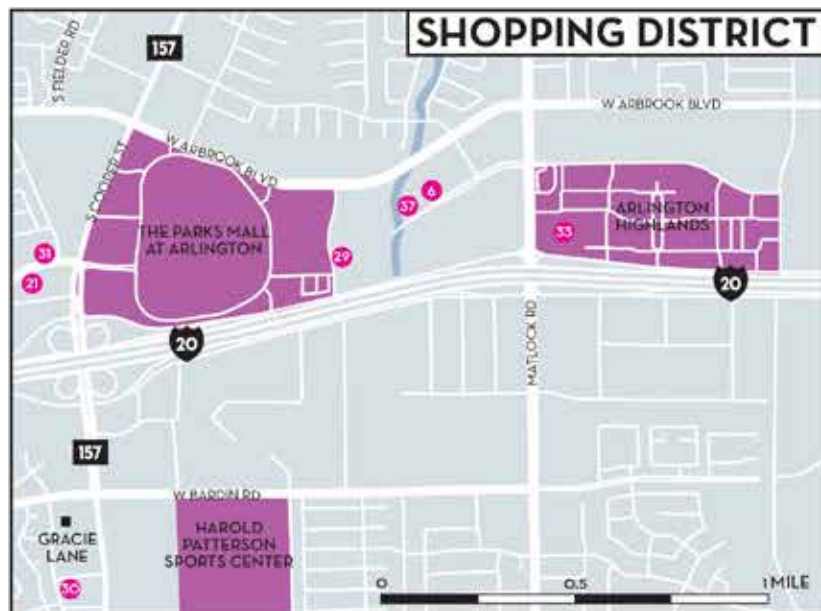 SHOPPING DISTRICT
S FIELDER RD
157
W ARBROOK BLVD
W ARBROOK BLVD
S COOPER ST
6
37
THE PARKS MALL
AT ARLINGTON
ARLINGTON
HIGHLANDS
33
31
29
21
20
20
MATLOCK RD
157
W BARDIN RD
GRACIE
LANE
HAROLD
PATTERSON
SPORTS CENTER
30
0 0.5 1 MILE